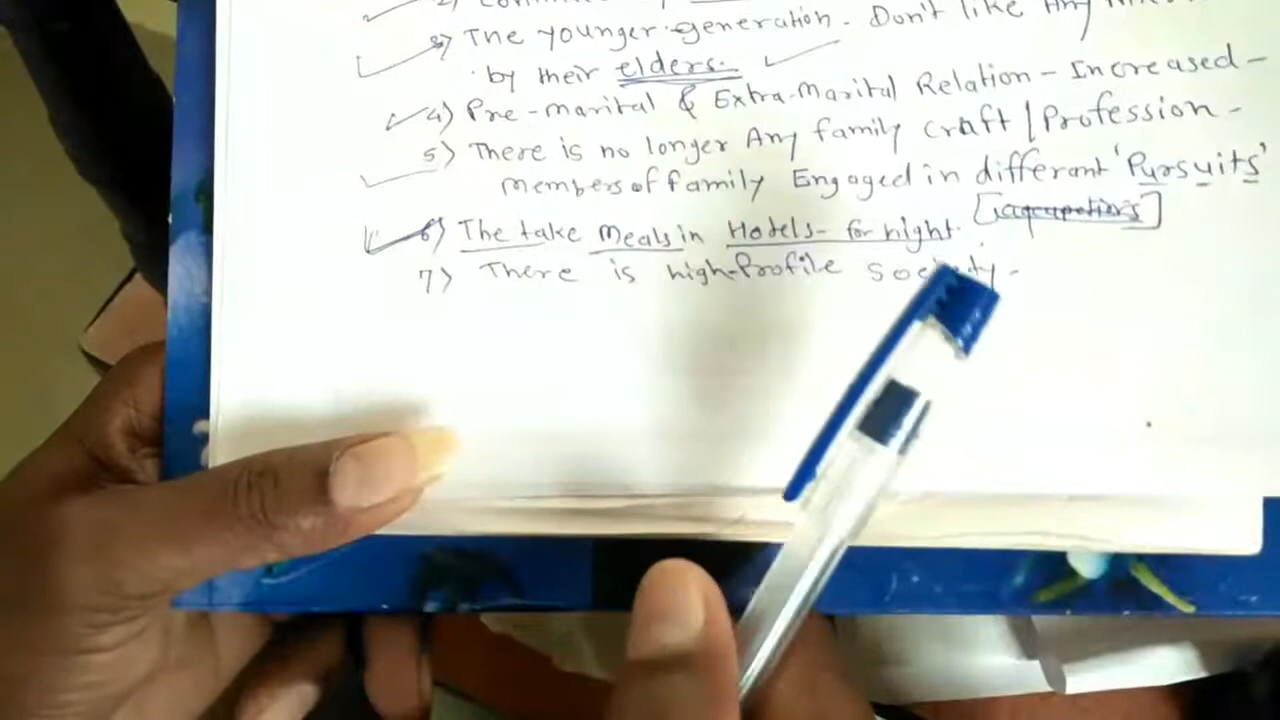 3) The younger generation - Don't like Any
by their elders.
4) Pre-marital & Extra-Marital Relation - Increased -
5) There is no longer Any family craft / Profession -
Members of family Engaged in different 'Pursuits'
6) The take Meals in Hotels - for night.
7) There is high-Profile society -